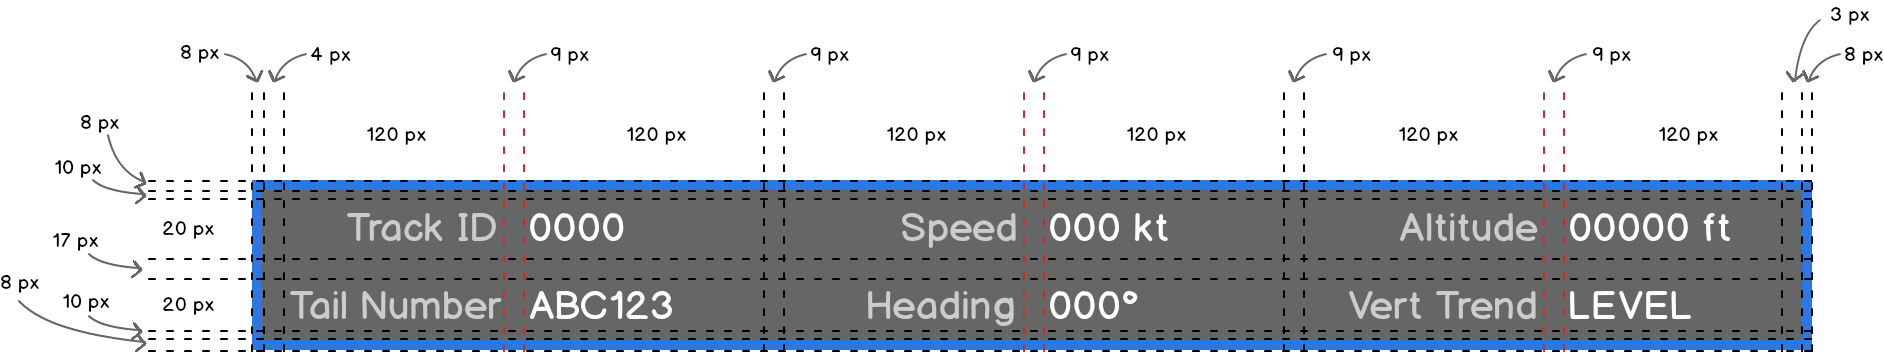 3 px
8 px 4 px 9 px 9 px 9 px 9 px 9 px 8 px
8 px 120 px 120 px 120 px 120 px 120 px 120 px
10 px
20 px Track ID 0000 Speed 000 kt Altitude 00000 ft
17 px
8 px
10 px 20 px Tail Number ABC123 Heading 000° Vert Trend LEVEL